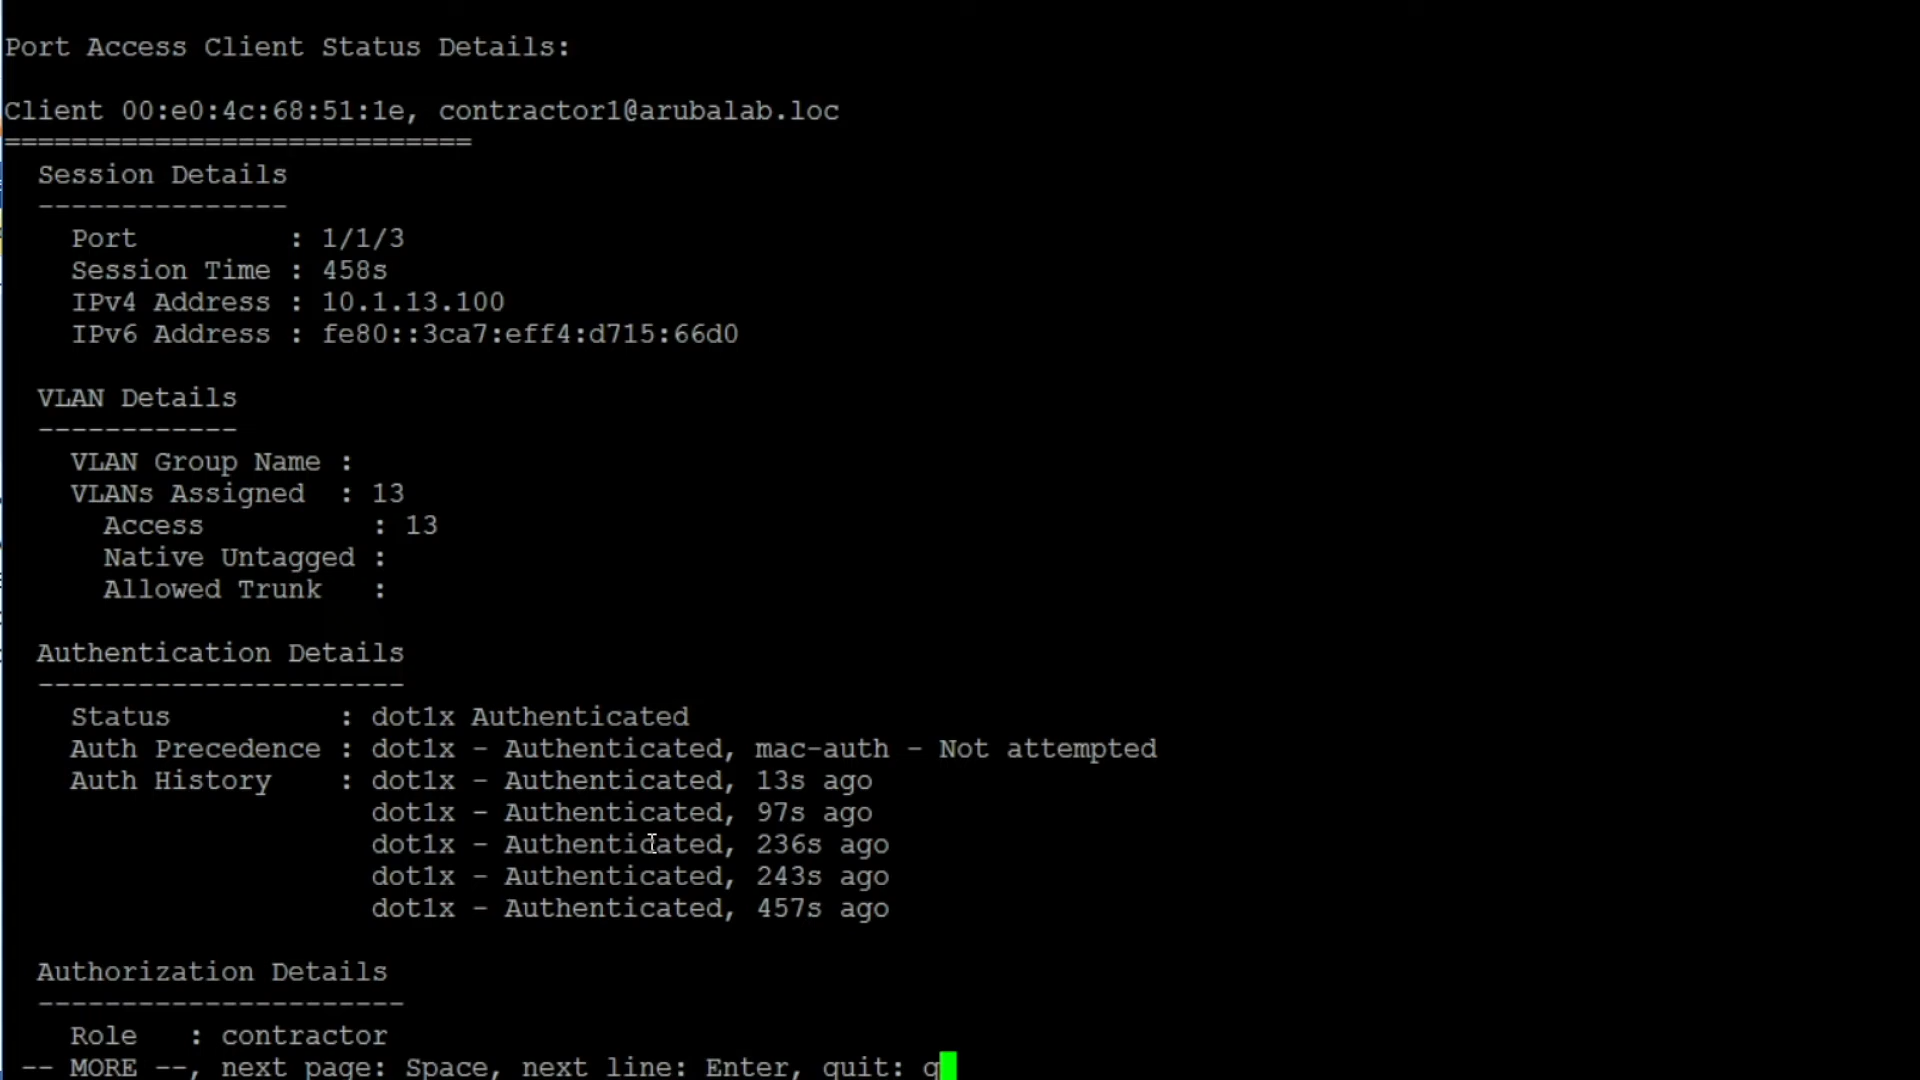 Port Access Client Status Details:
Client 00:e0:4c:68:51:1e, contractor1@arubalab.loc
============================
Session Details
---------------
Port          : 1/1/3
Session Time : 458s
IPv4 Address : 10.1.13.100
IPv6 Address : fe80::3ca7:eff4:d715:66d0
VLAN Details
------------
VLAN Group Name :
VLANs Assigned  : 13
Access          : 13
Native Untagged :
Allowed Trunk   :
Authentication Details
----------------------
Status          : dot1x Authenticated
Auth Precedence : dot1x - Authenticated, mac-auth - Not attempted
Auth History    : dot1x - Authenticated, 13s ago
dot1x - Authenticated, 97s ago
dot1x - Authenticated, 236s ago
dot1x - Authenticated, 243s ago
dot1x - Authenticated, 457s ago
Authorization Details
----------------------
Role   : contractor
-- MORE --, next page: Space, next line: Enter, quit: q